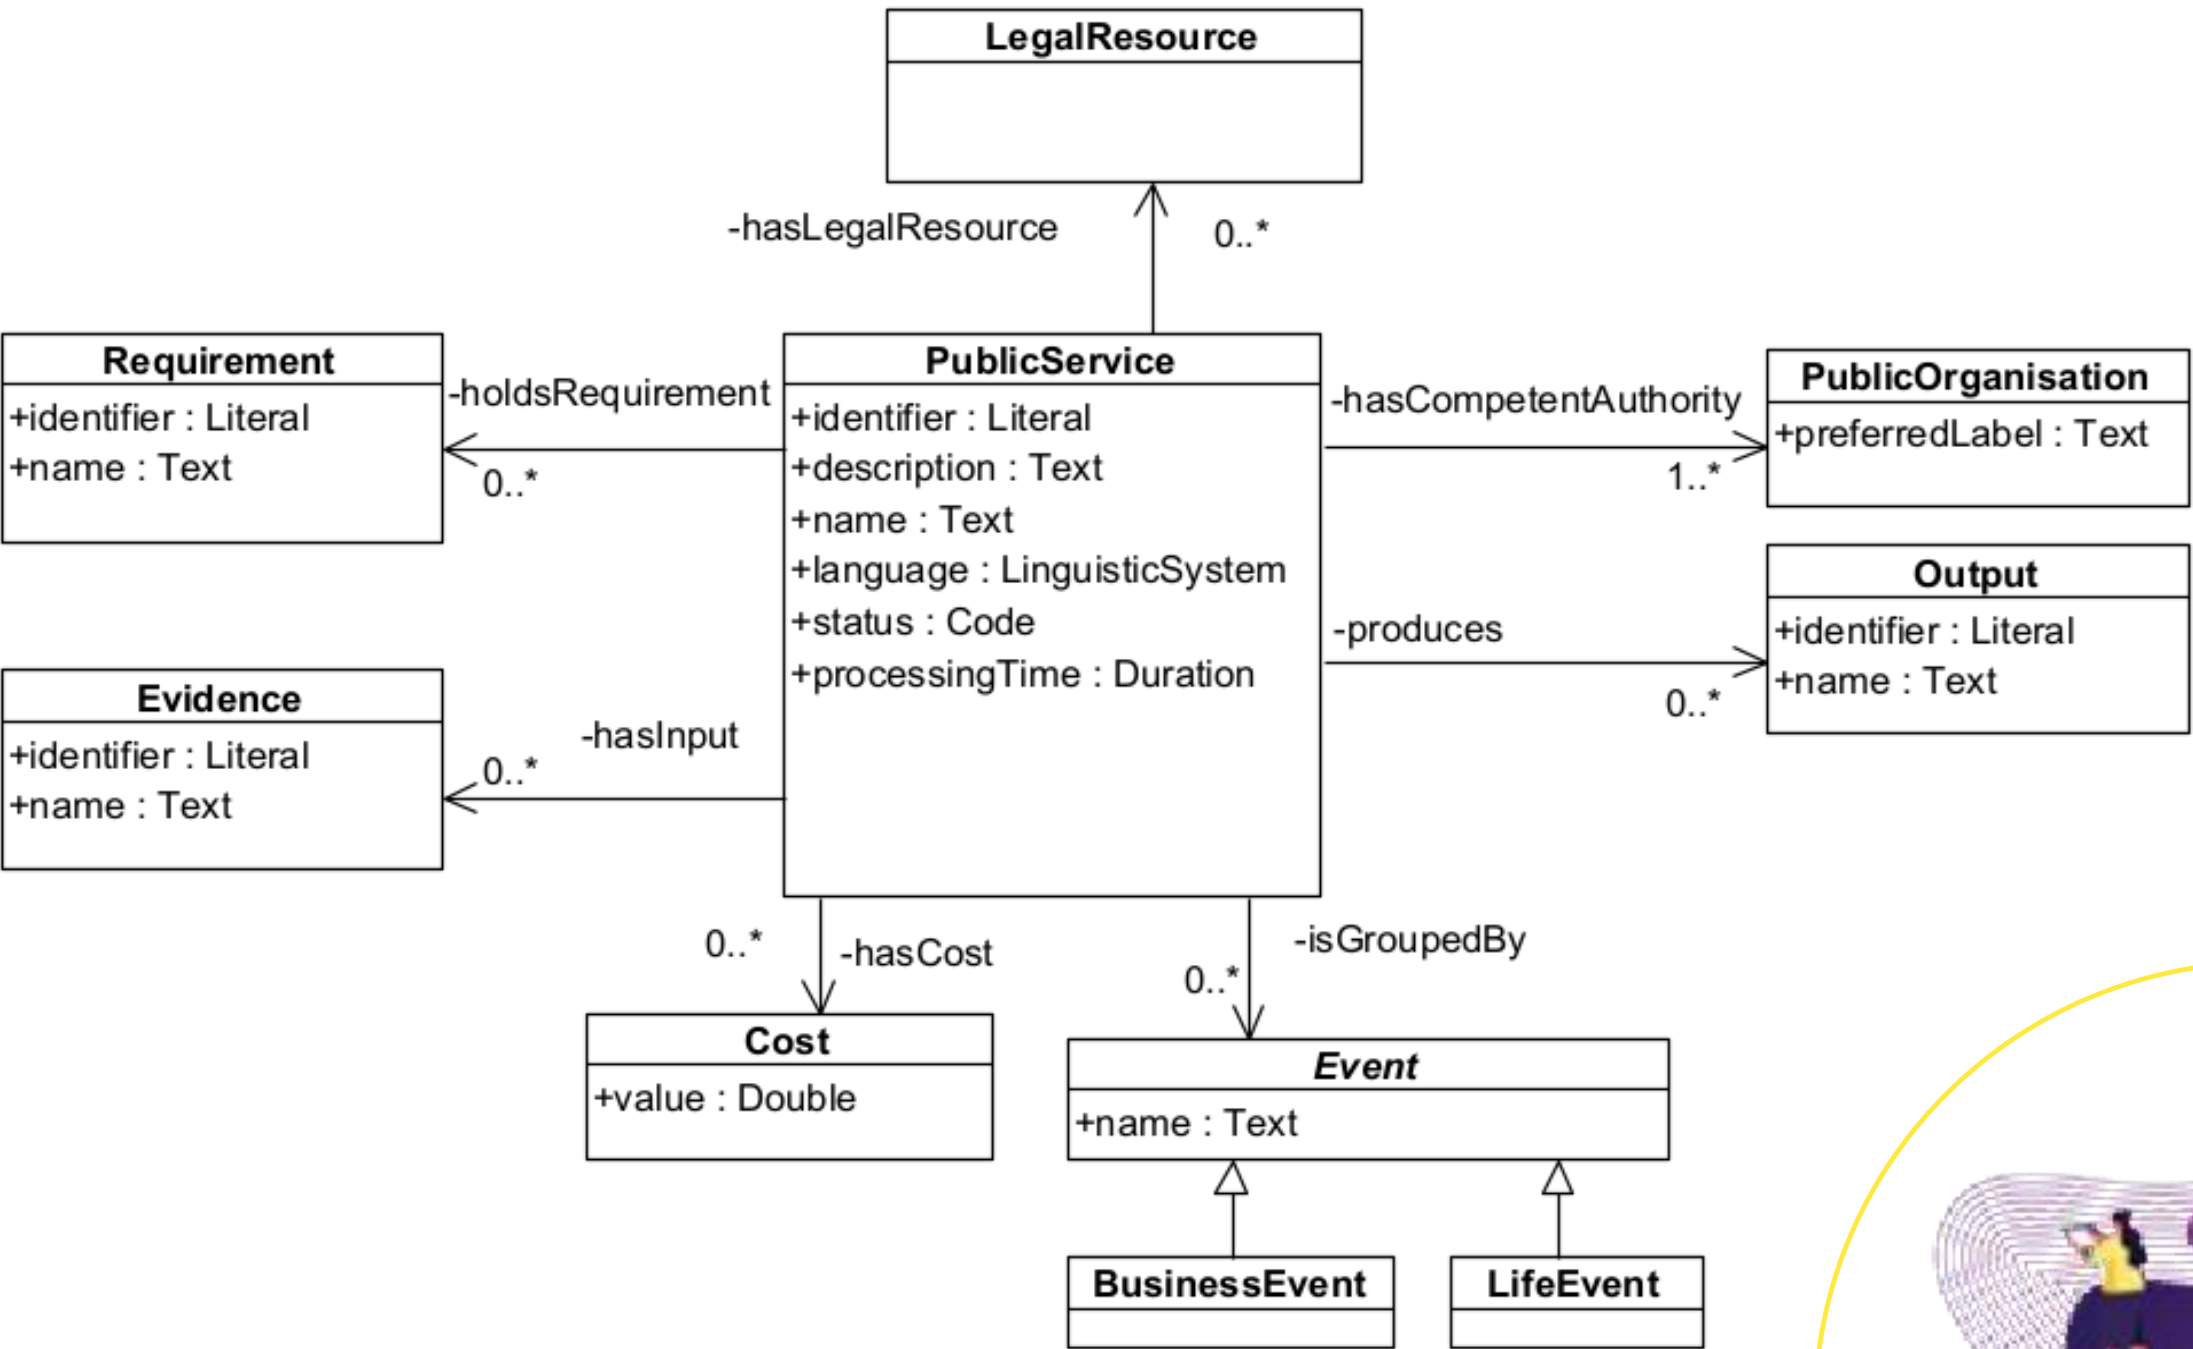 LegalResource
-hasLegalResource
0..*
Requirement
+identifier : Literal
+name : Text
-holdsRequirement
0..*
PublicService
+identifier : Literal
+description : Text
+name : Text
+language : LinguisticSystem
+status : Code
+processingTime : Duration
-hasCompetentAuthority
1..*
PublicOrganisation
+preferredLabel : Text
Output
+identifier : Literal
+name : Text
-produces
0..*
Evidence
+identifier : Literal
+name : Text
-hasInput
0..*
0..*
-hasCost
-isGroupedBy
0..*
Cost
+value : Double
Event
+name : Text
BusinessEvent
LifeEvent